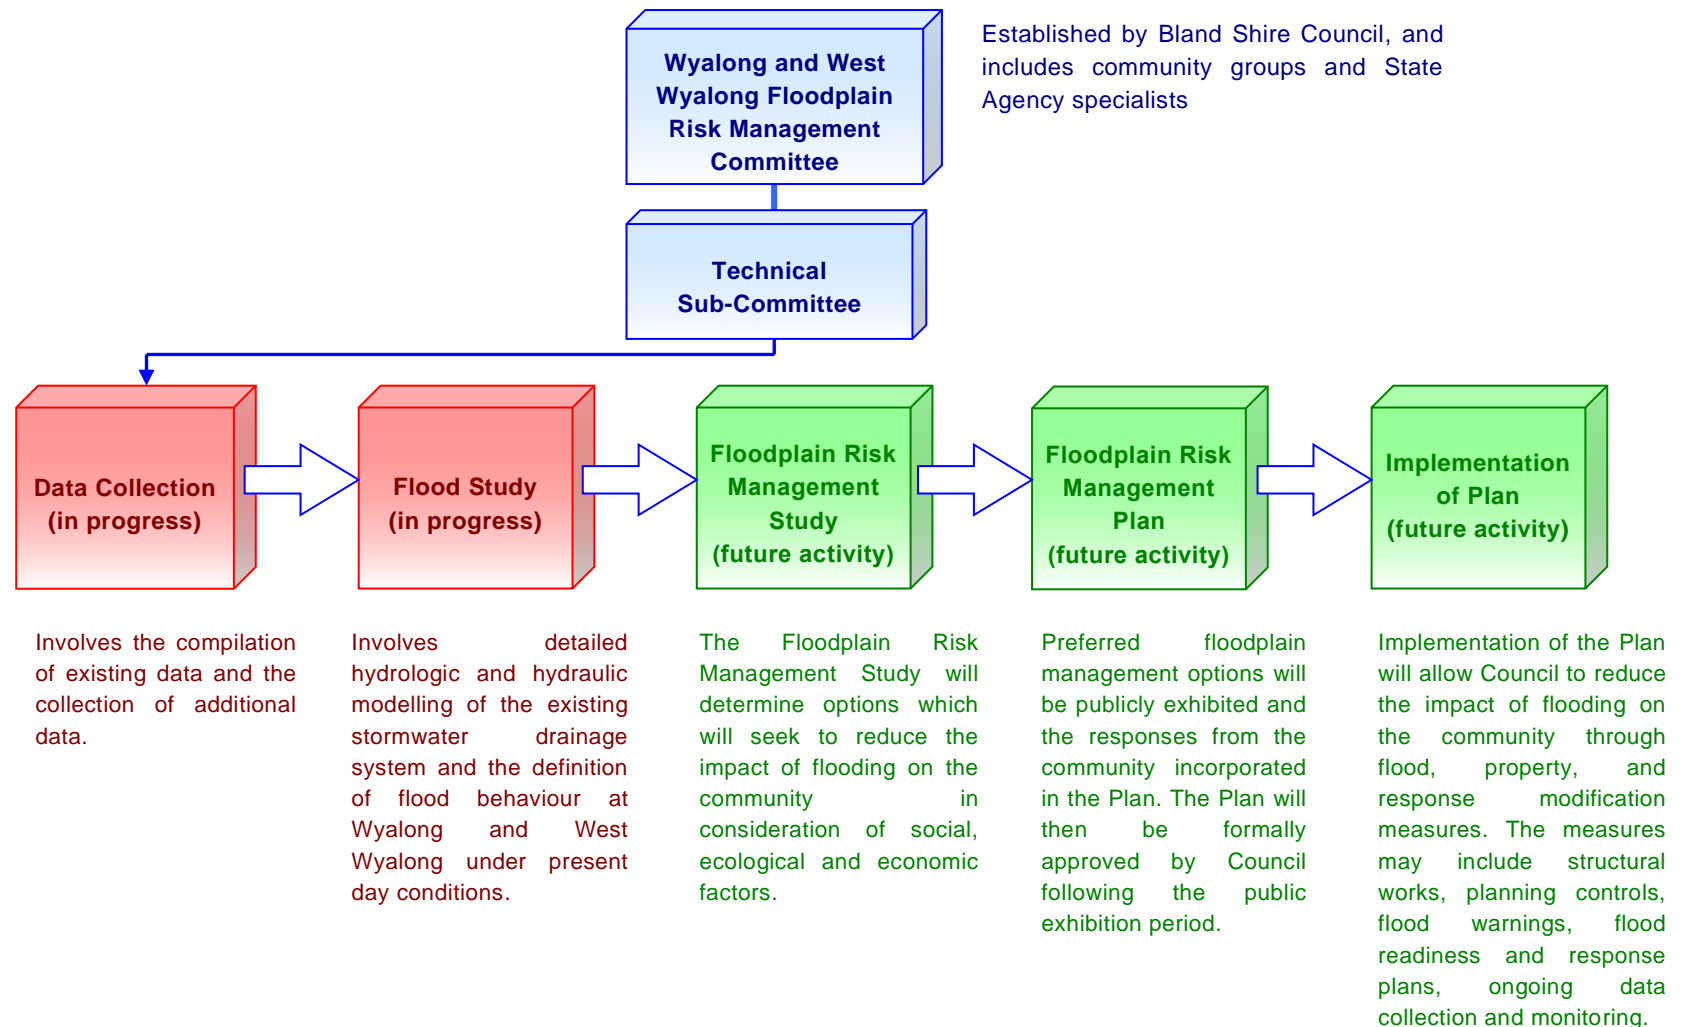 Wyalong and West
Wyalong Floodplain
Risk Management
Committee
Established by Bland Shire Council, and
includes community groups and State
Agency specialists
Technical
Sub-Committee
Data Collection
(in progress)
Flood Study
(in progress)
Floodplain Risk
Management
Study
(future activity)
Floodplain Risk
Management
Plan
(future activity)
Implementation
of Plan
(future activity)
Involves the compilation
of existing data and the
collection of additional
data.
Involves detailed
hydrologic and hydraulic
modelling of the existing
stormwater drainage
system and the definition
of flood behaviour at
Wyalong and West
Wyalong under present
day conditions.
The Floodplain Risk
Management Study will
determine options which
will seek to reduce the
impact of flooding on the
community in
consideration of social,
ecological and economic
factors.
Preferred floodplain
management options will
be publicly exhibited and
the responses from the
community incorporated
in the Plan. The Plan will
then be formally
approved by Council
following the public
exhibition period.
Implementation of the Plan
will allow Council to reduce
the impact of flooding on
the community through
flood, property, and
response modification
measures. The measures
may include structural
works, planning controls,
flood warnings, flood
readiness and response
plans, ongoing data
collection and monitoring.